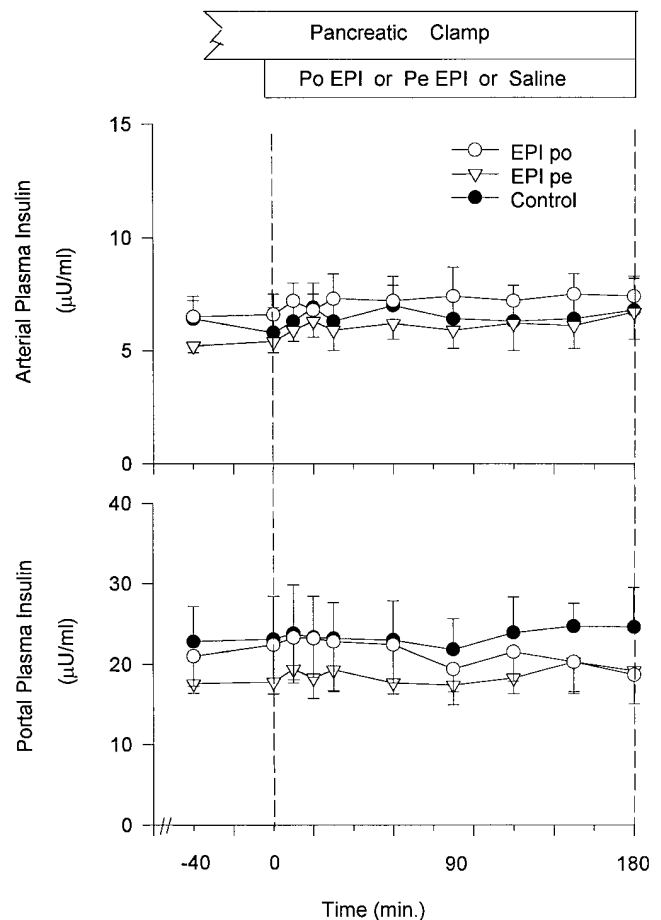 Pancreatic Clamp
Po EPI or Pe EPI or Saline
15
10
5
0
Arterial Plasma Insulin
(μU/ml)
EPI po
EPI pe
Control
40
30
20
10
0
Portal Plasma Insulin
(μU/ml)
-40 0 90 180
Time (min.)